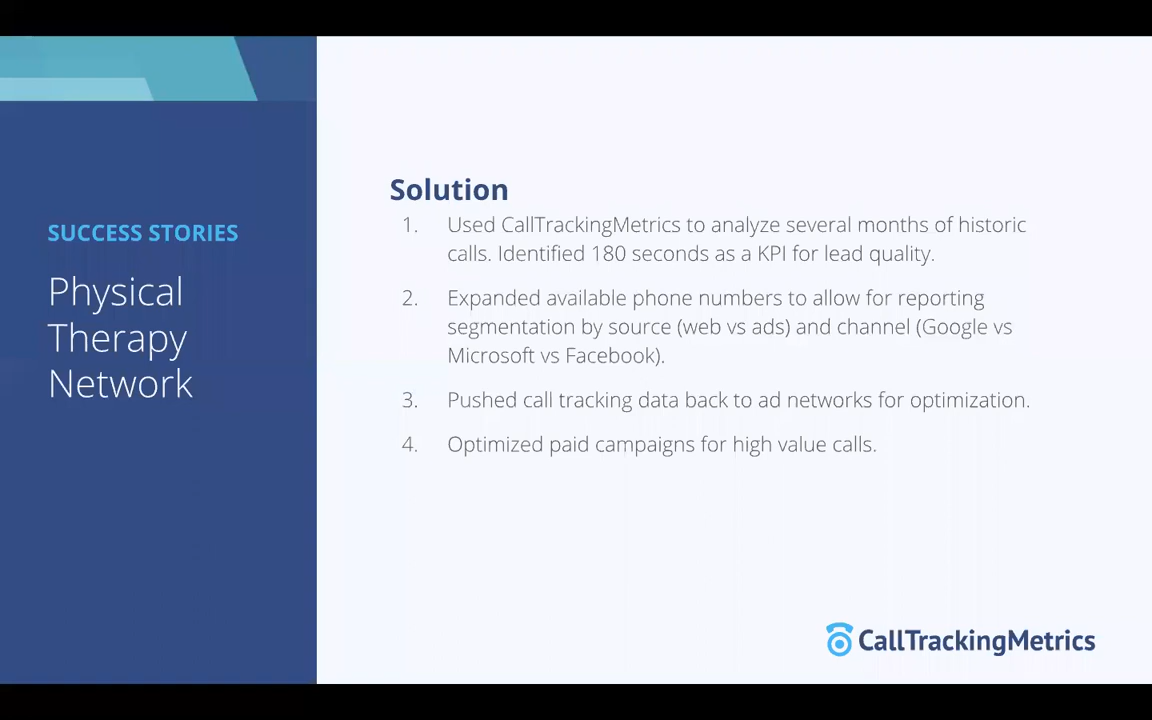 SUCCESS STORIES
Physical
Therapy
Network
Solution
1. Used CallTrackingMetrics to analyze several months of historic
calls. Identified 180 seconds as a KPI for lead quality.
2. Expanded available phone numbers to allow for reporting
segmentation by source (web vs ads) and channel (Google vs
Microsoft vs Facebook).
3. Pushed call tracking data back to ad networks for optimization.
4. Optimized paid campaigns for high value calls.
CallTrackingMetrics